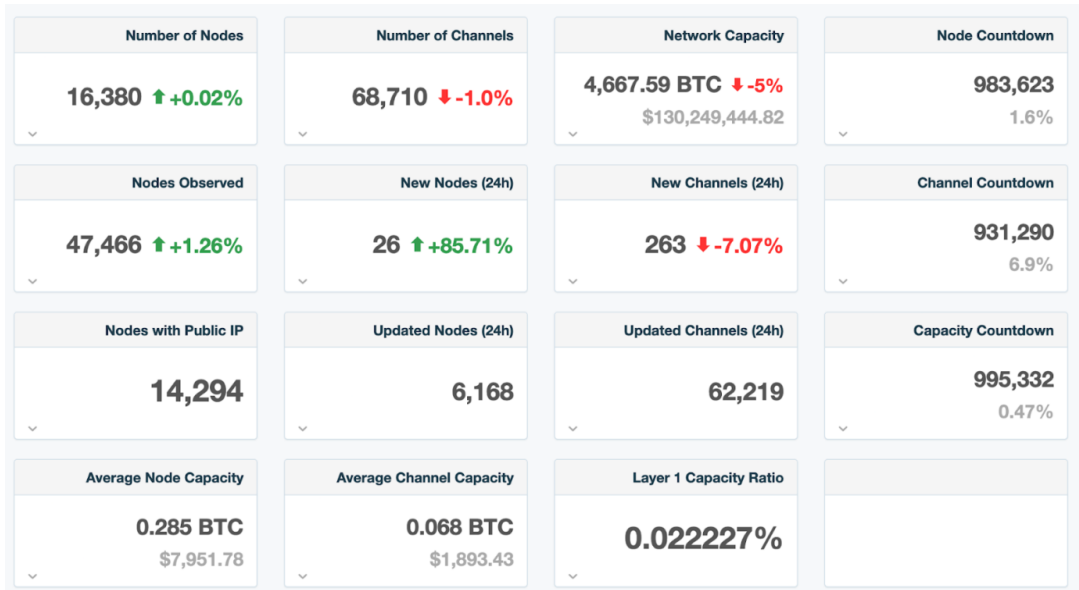 Number of Nodes
16,380 +0.02%
Number of Channels
68,710 -1.0%
Network Capacity
4,667.59 BTC -5%
$130,249,444.82
Node Countdown
983,623
1.6%
Nodes Observed
47,466 +1.26%
New Nodes (24h)
26 +85.71%
New Channels (24h)
263 -7.07%
Channel Countdown
931,290
6.9%
Nodes with Public IP
14,294
Updated Nodes (24h)
6,168
Updated Channels (24h)
62,219
Capacity Countdown
995,332
0.47%
Average Node Capacity
0.285 BTC
$7,951.78
Average Channel Capacity
0.068 BTC
$1,893.43
Layer 1 Capacity Ratio
0.022227%